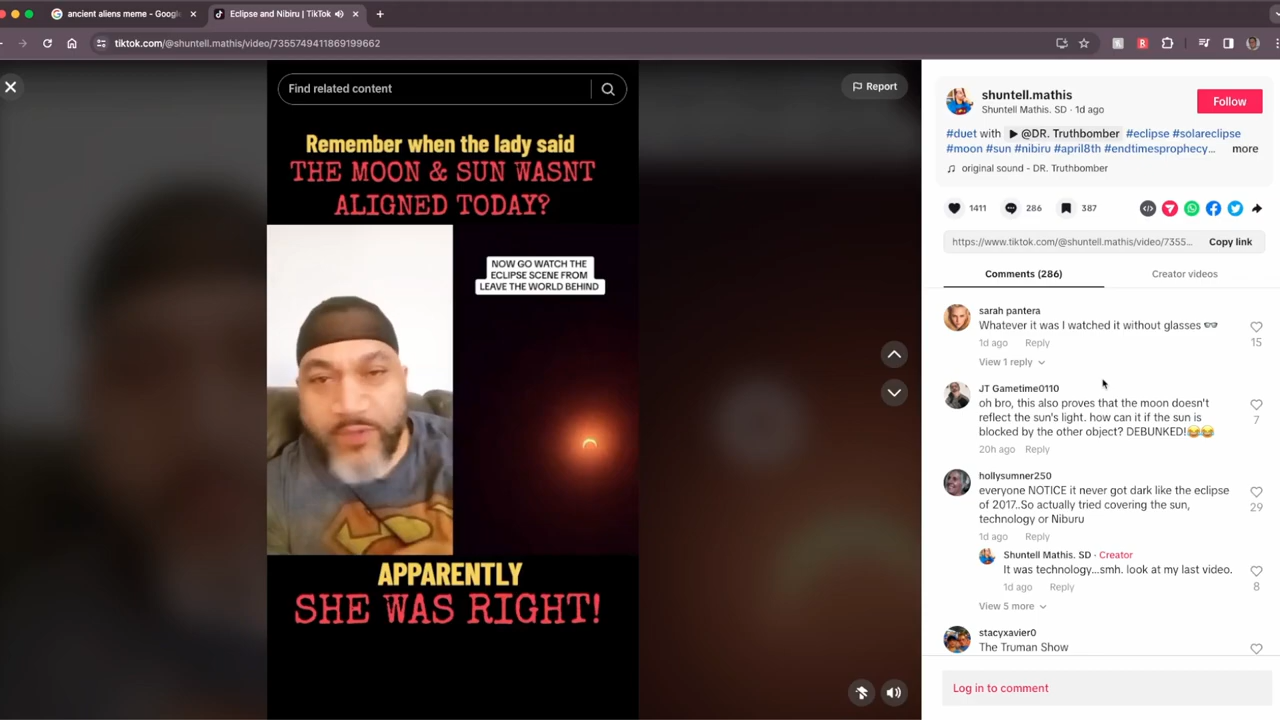 ancient aliens meme - Google
Eclipse and Nibiru | TikTok
tiktok.com/@shuntell.mathis/video/7355749411869199662
Find related content
Report
Remember when the lady said
THE MOON & SUN WASNT
ALIGNED TODAY?
NOW GO WATCH THE
ECLIPSE SCENE FROM
LEAVE THE WORLD BEHIND
APPARENTLY
SHE WAS RIGHT!
shuntell.mathis
Shuntell Mathis. SD · 1d ago
Follow
#duet with @DR. Truthbomber #eclipse #solareclipse
#moon #sun #nibiru #april8th #endtimesprophecy... more
original sound - DR. Truthbomber
1411 286 387
https://www.tiktok.com/@shuntell.mathis/video/7355... Copy link
Comments (286) Creator videos
sarah pantera
Whatever it was I watched it without glasses 👓
15
1d ago Reply
View 1 reply
JT Gametime0110
oh bro, this also proves that the moon doesn't
reflect the sun's light. how can it if the sun is
blocked by the other object? DEBUNKED!😂😂
7
20h ago Reply
hollysumner250
everyone NOTICE it never got dark like the eclipse
of 2017..So actually tried covering the sun,
technology or Niburu
29
1d ago Reply
Shuntell Mathis. SD · Creator
It was technology...smh. look at my last video.
8
1d ago Reply
View 5 more
stacyxavier0
The Truman Show
Log in to comment